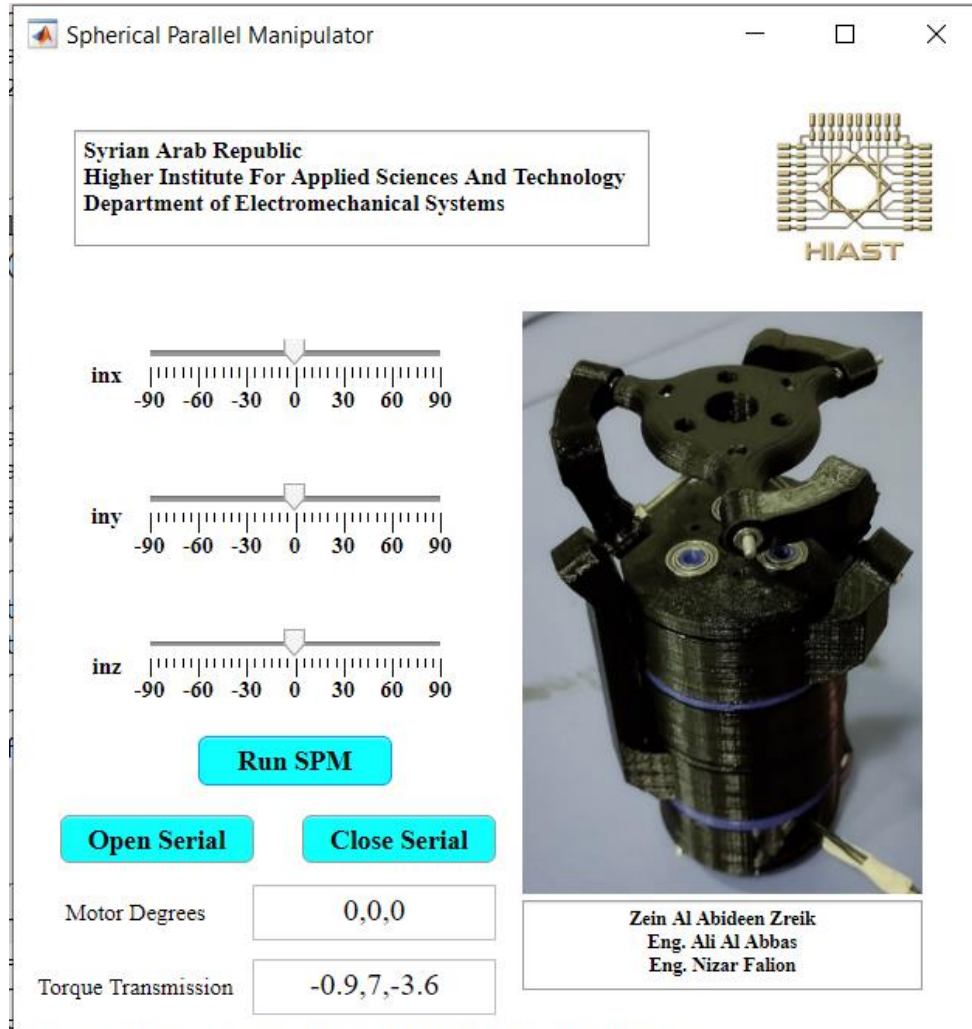 Spherical Parallel Manipulator
Syrian Arab Republic
Higher Institute For Applied Sciences And Technology
Department of Electromechanical Systems
HIAST
inx
-90 -60 -30 0 30 60 90
iny
-90 -60 -30 0 30 60 90
inz
-90 -60 -30 0 30 60 90
Run SPM
Open Serial Close Serial
Motor Degrees 0,0,0
Torque Transmission -0.9,7,-3.6
Zein Al Abideen Zreik
Eng. Ali Al Abbas
Eng. Nizar Falion